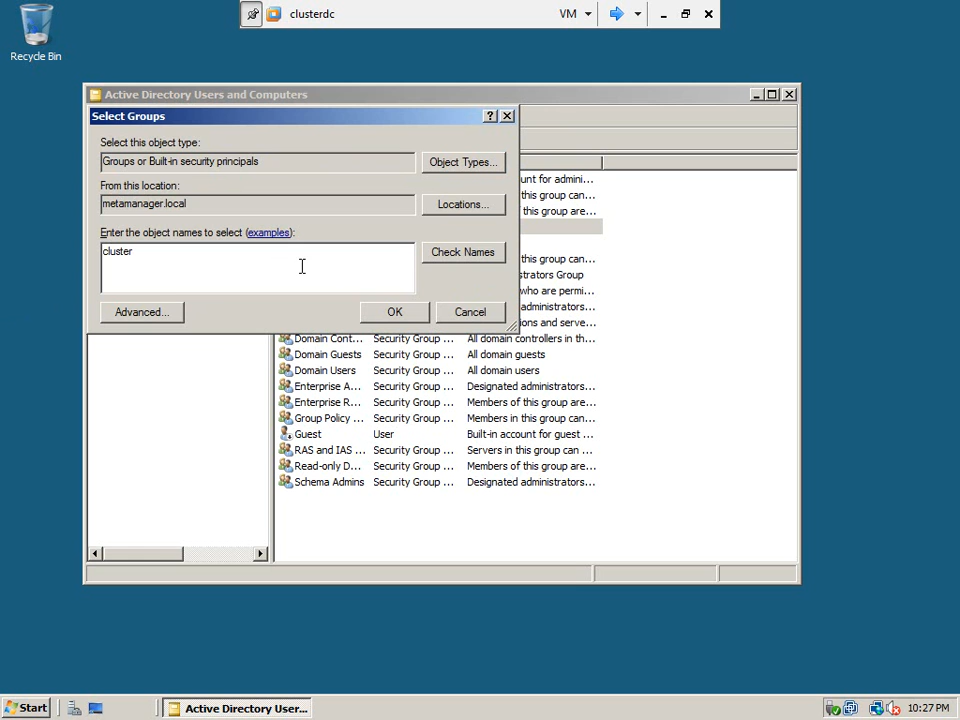 clusterdc
VM
Recycle Bin
Active Directory Users and Computers
Select Groups
Select this object type:
Groups or Built-in security principals
Object Types...
From this location:
metamanager.local
Locations...
Enter the object names to select (examples):
cluster
Check Names
Advanced...
OK
Cancel
unt for admini...
this group can...
f this group are...
this group can...
strators Group
who are permi...
administrators...
ions and serve...
Domain Cont... Security Group ... All domain controllers in th...
Domain Guests Security Group ... All domain guests
Domain Users Security Group ... All domain users
Enterprise A... Security Group ... Designated administrators...
Enterprise R... Security Group ... Members of this group are...
Group Policy ... Security Group ... Members in this group can...
Guest User Built-in account for guest ...
RAS and IAS ... Security Group ... Servers in this group can ...
Read-only D... Security Group ... Members of this group are...
Schema Admins Security Group ... Designated administrators...
Start
Active Directory User...
10:27 PM